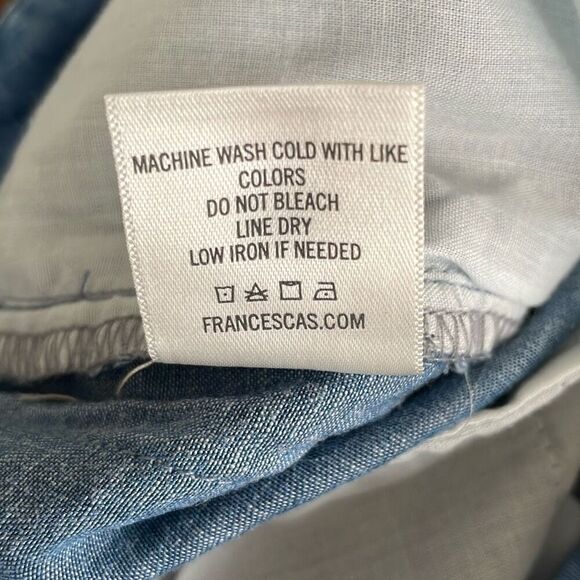 MACHINE WASH COLD WITH LIKE
COLORS
DO NOT BLEACH
LINE DRY
LOW IRON IF NEEDED
FRANCESCAS.COM